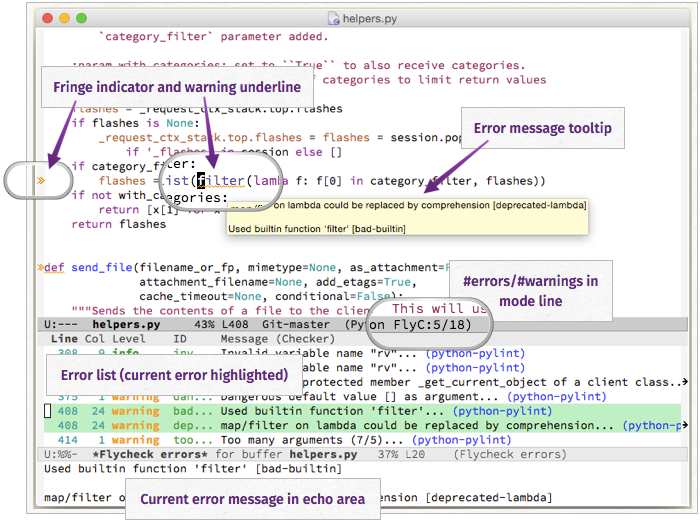 helpers.py
`category_filter` parameter added.
:param with_categories: set to ``True`` to also receive categories.
Fringe indicator and warning underline
of categories to limit return values
flashes = _request_ctx_stack.top.flashes
if flashes is None:
_request_ctx_stack.top.flashes = flashes = session.pop
if '_flashes' in session else []
Error message tooltip
if category_filter:
» flashes = list(filter(lambda f: f[0] in category_filter, flashes))
if not with_categories:
return [x[1] for x
map/filter on lambda could be replaced by comprehension [deprecated-lambda]
return flashes
Used builtin function 'filter' [bad-builtin]
»def send_file(filename_or_fp, mimetype=None, as_attachment=F
attachment_filename=None, add_etags=True,
cache_timeout=None, conditional=False):
#errors/#warnings in
mode line
"""Sends the contents of a file to the client. This will us
U:--- helpers.py 43% L408 Git-master (Python FlyC:5/18)
Line Col Level ID Message (Checker)
308 9 info inv Invalid variable name "rv"... (python-pylint)
variable name "rv"... (python-pylint)
Error list (current error highlighted)
protected member _get_current_object of a client class..→
375 1 warning dan... Dangerous default value [] as argument... (python-pylint)
408 24 warning bad... Used builtin function 'filter'... (python-pylint)
408 24 warning dep... map/filter on lambda could be replaced by comprehension... (python-p→
414 1 warning too... Too many arguments (7/5)... (python-pylint)
U:%%- *Flycheck errors* for buffer helpers.py 37% L20 (Flycheck errors)
Used builtin function 'filter' [bad-builtin]
Current error message in echo area
map/filter o
nsion [deprecated-lambda]